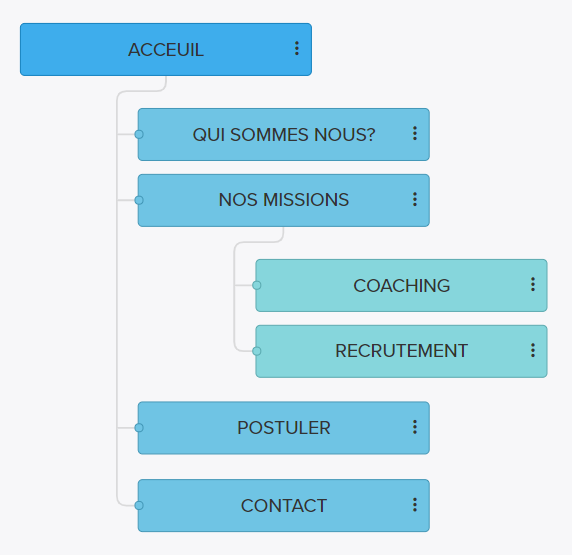 ACCEUIL
QUI SOMMES NOUS?
NOS MISSIONS
COACHING
RECRUTEMENT
POSTULER
CONTACT